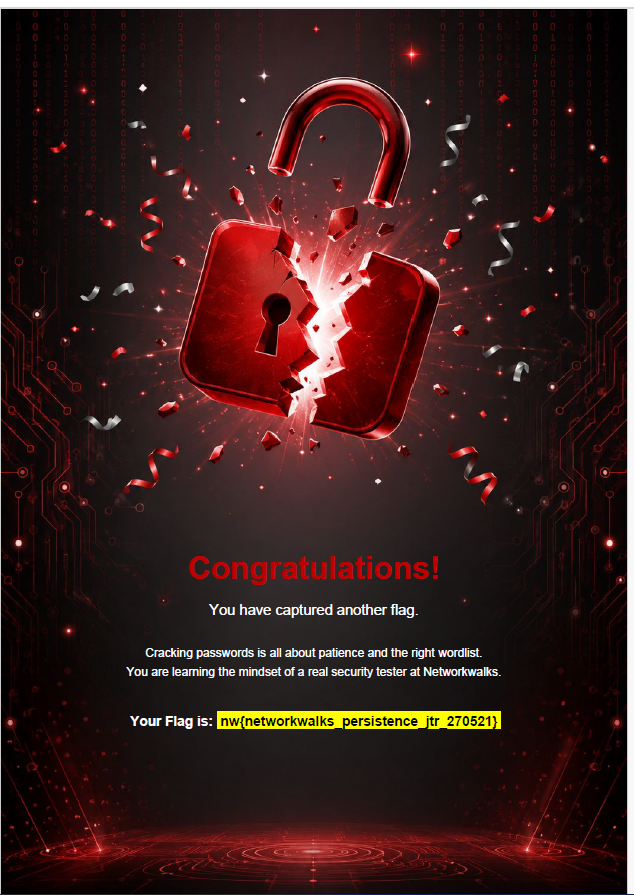 Congratulations!
You have captured another flag.
Cracking passwords is all about patience and the right wordlist.
You are learning the mindset of a real security tester at Networkwalks.
Your Flag is: nw{networkwalks_persistence_jtr_270521}